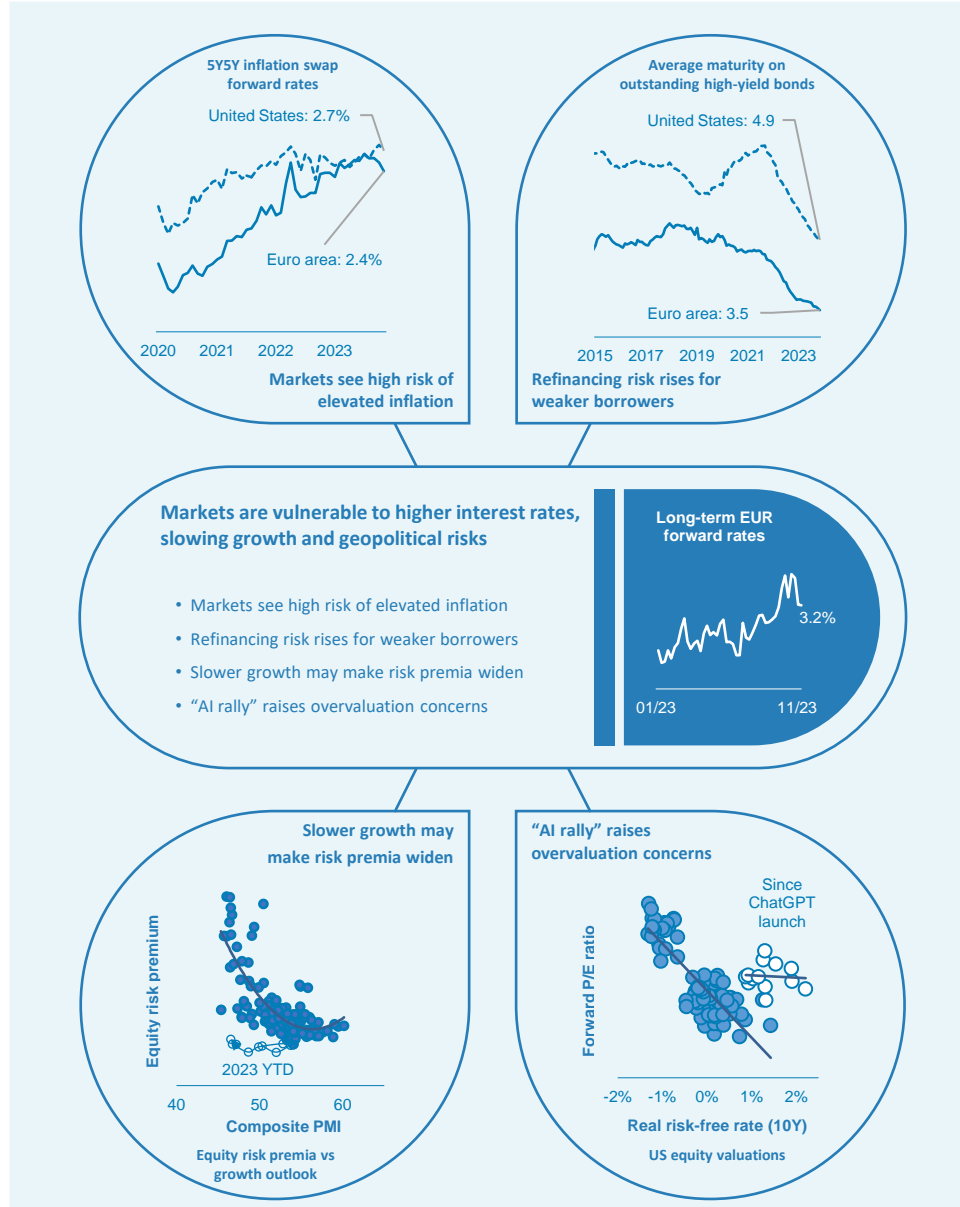 5Y5Y inflation swap
forward rates
United States: 2.7%
Euro area: 2.4%
2020 2021 2022 2023
Markets see high risk of
elevated inflation
Average maturity on
outstanding high-yield bonds
United States: 4.9
Euro area: 3.5
2015 2017 2019 2021 2023
Refinancing risk rises for
weaker borrowers
Markets are vulnerable to higher interest rates,
slowing growth and geopolitical risks
• Markets see high risk of elevated inflation
• Refinancing risk rises for weaker borrowers
• Slower growth may make risk premia widen
• “AI rally” raises overvaluation concerns
Long-term EUR
forward rates
3.2%
01/23 11/23
Slower growth may
make risk premia widen
Equity risk premium
2023 YTD
40 50 60
Composite PMI
Equity risk premia vs
growth outlook
“AI rally” raises
overvaluation concerns
Since
ChatGPT
launch
Forward P/E ratio
-2% -1% 0% 1% 2%
Real risk-free rate (10Y)
US equity valuations